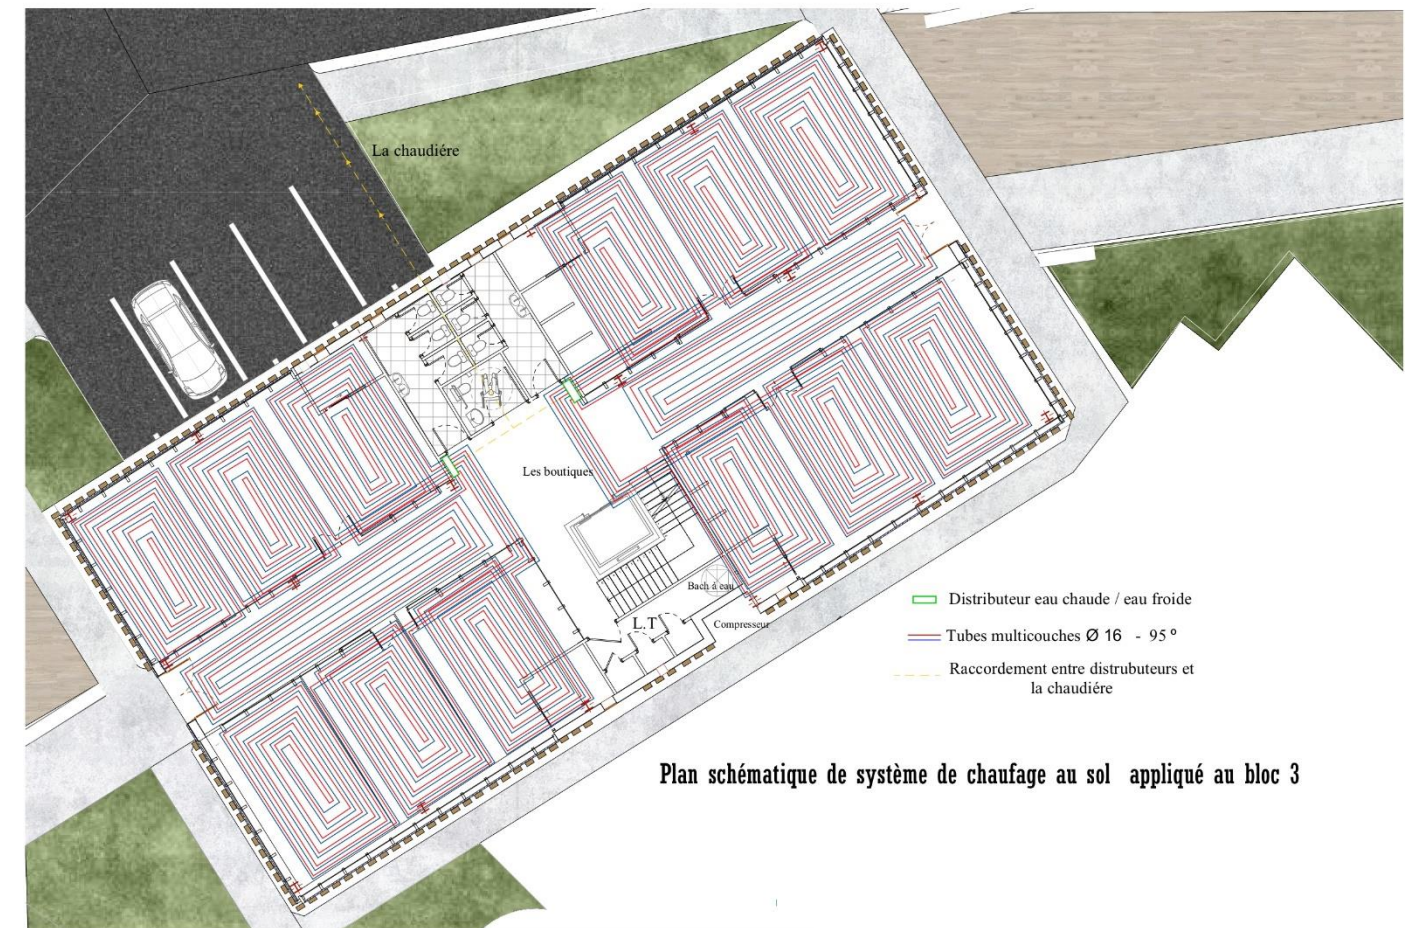 La chaudiére
Les boutiques
Bach à eau
L.T
Compresseur
Distributeur eau chaude / eau froide
Tubes multicouches Ø 16 - 95 º
Raccordement entre distrubuteurs et
la chaudiére
Plan schématique de système de chaufage au sol appliqué au bloc 3